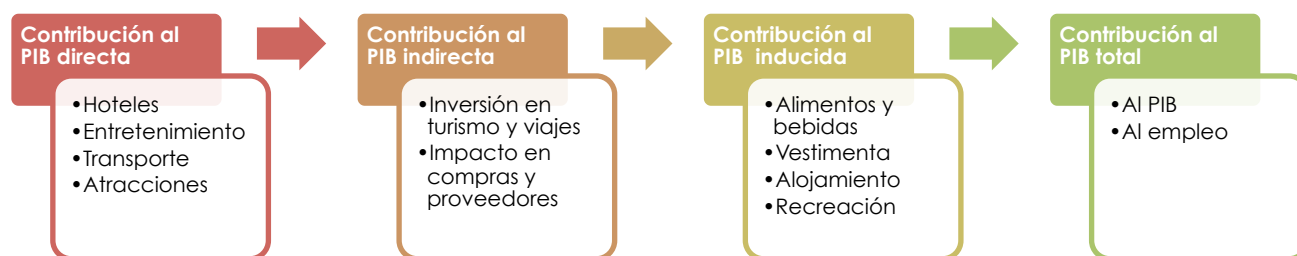 Contribución al
PIB directa
•Hoteles
•Entretenimiento
•Transporte
•Atracciones
Contribución al
PIB  indirecta
•Inversión en
turismo y viajes
•Impacto en
compras y
proveedores
Contribución al
PIB  inducida
•Alimentos y
bebidas
•Vestimenta
•Alojamiento
•Recreación
Contribución al
PIB total
•Al PIB
•Al empleo